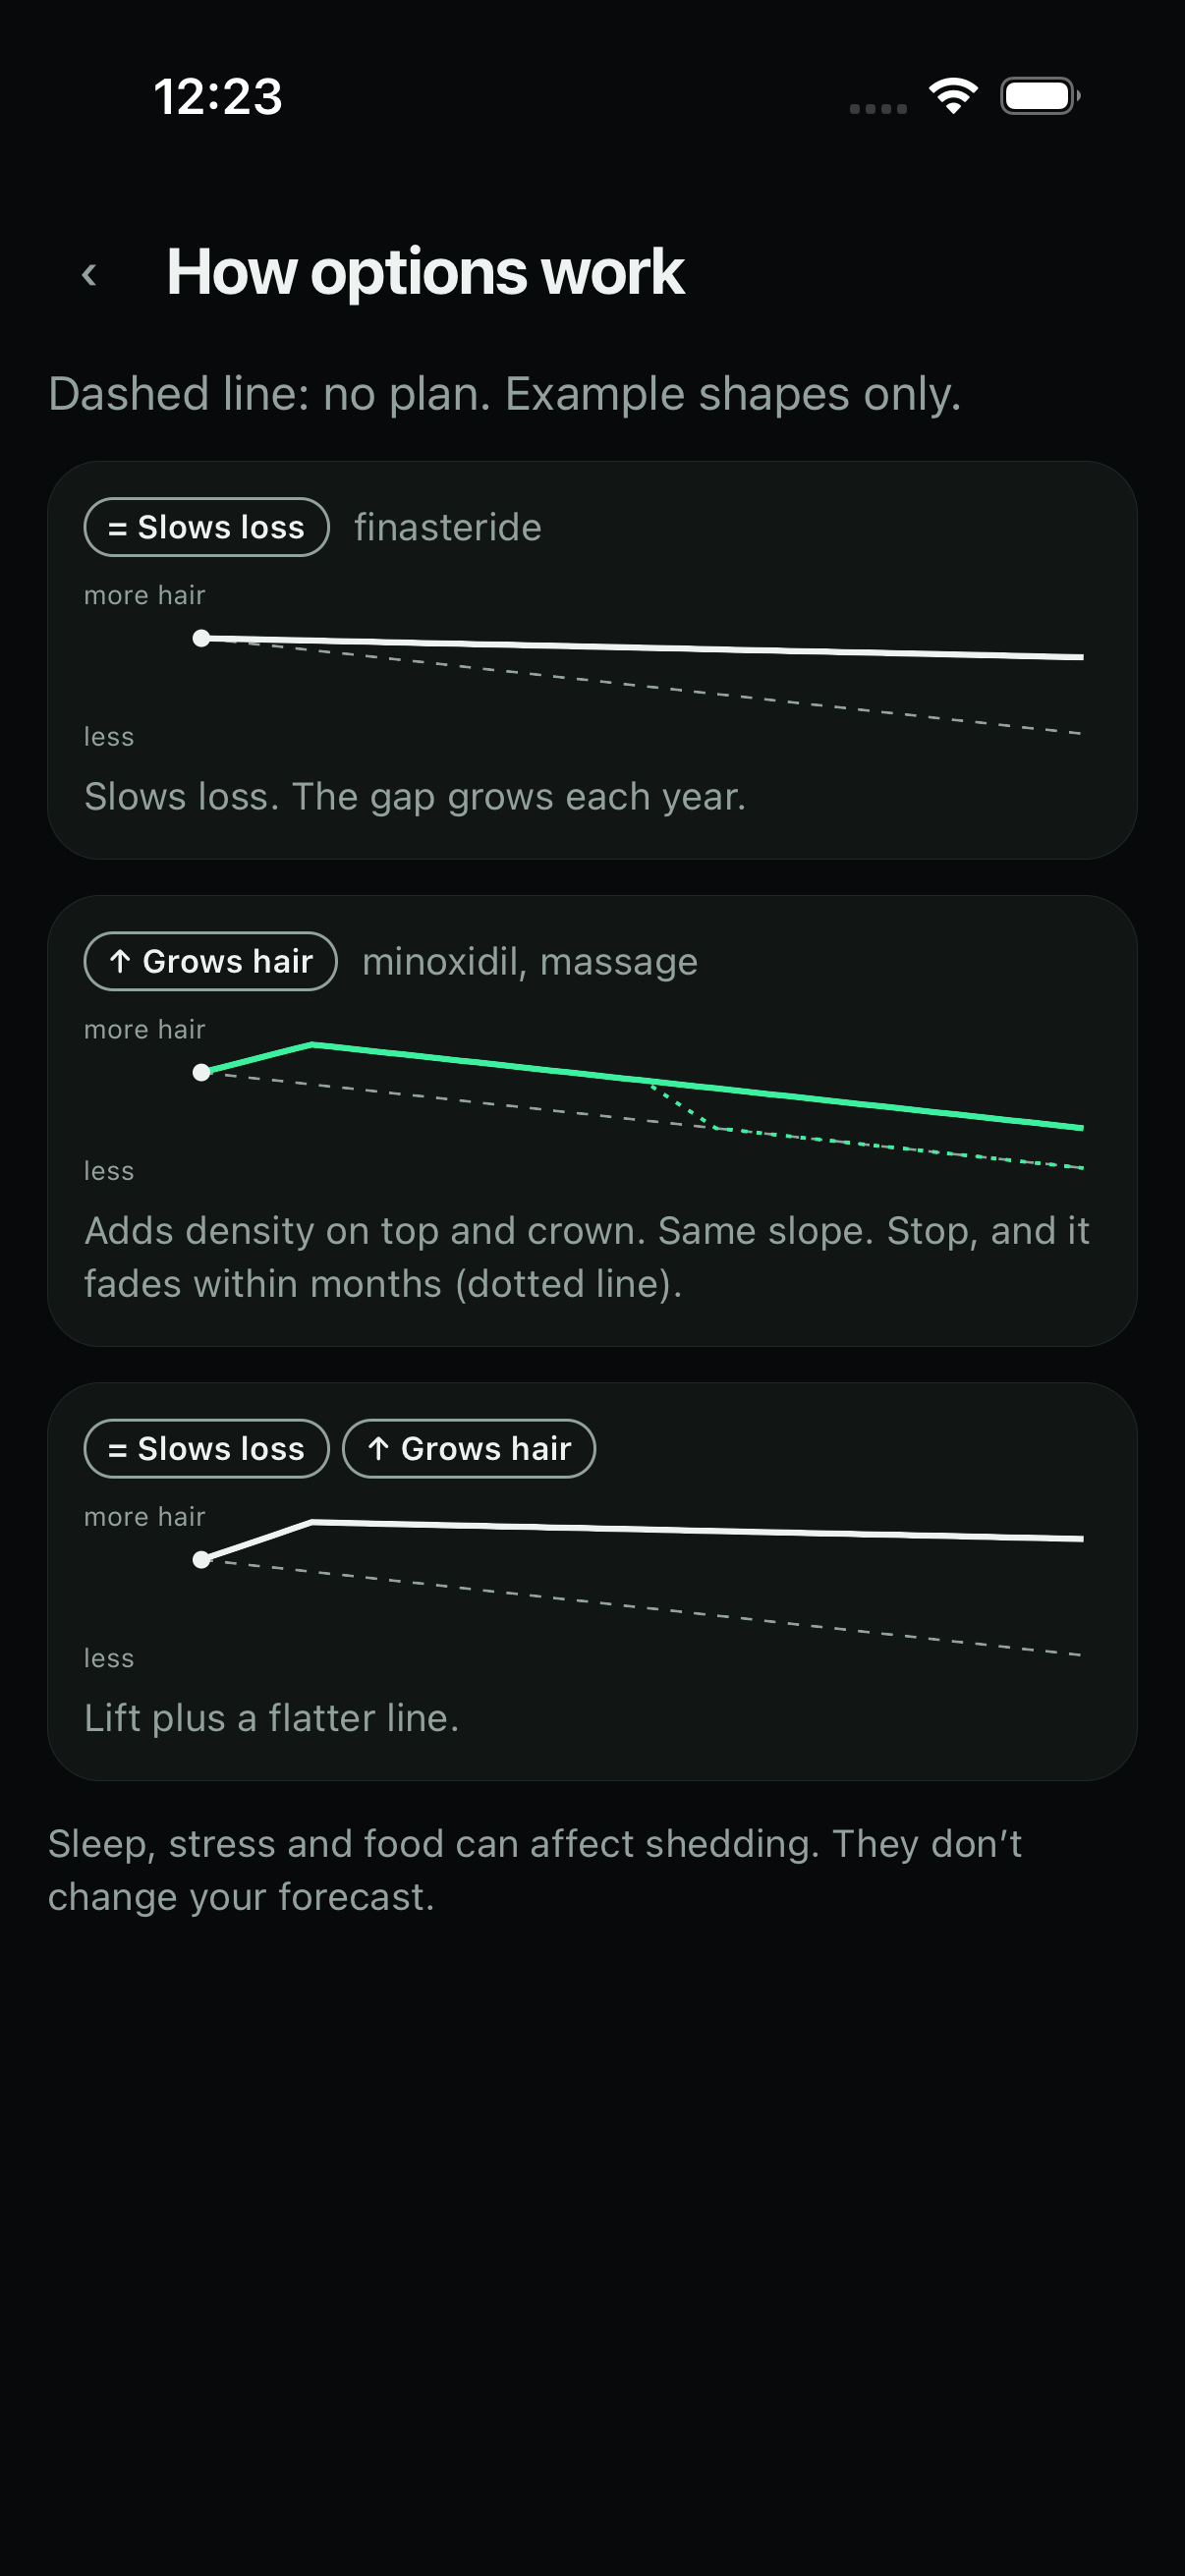 12:23
‹ How options work
Dashed line: no plan. Example shapes only.
= Slows loss finasteride
more hair
less
Slows loss. The gap grows each year.
↑ Grows hair minoxidil, massage
more hair
less
Adds density on top and crown. Same slope. Stop, and it
fades within months (dotted line).
= Slows loss ↑ Grows hair
more hair
less
Lift plus a flatter line.
Sleep, stress and food can affect shedding. They don’t
change your forecast.